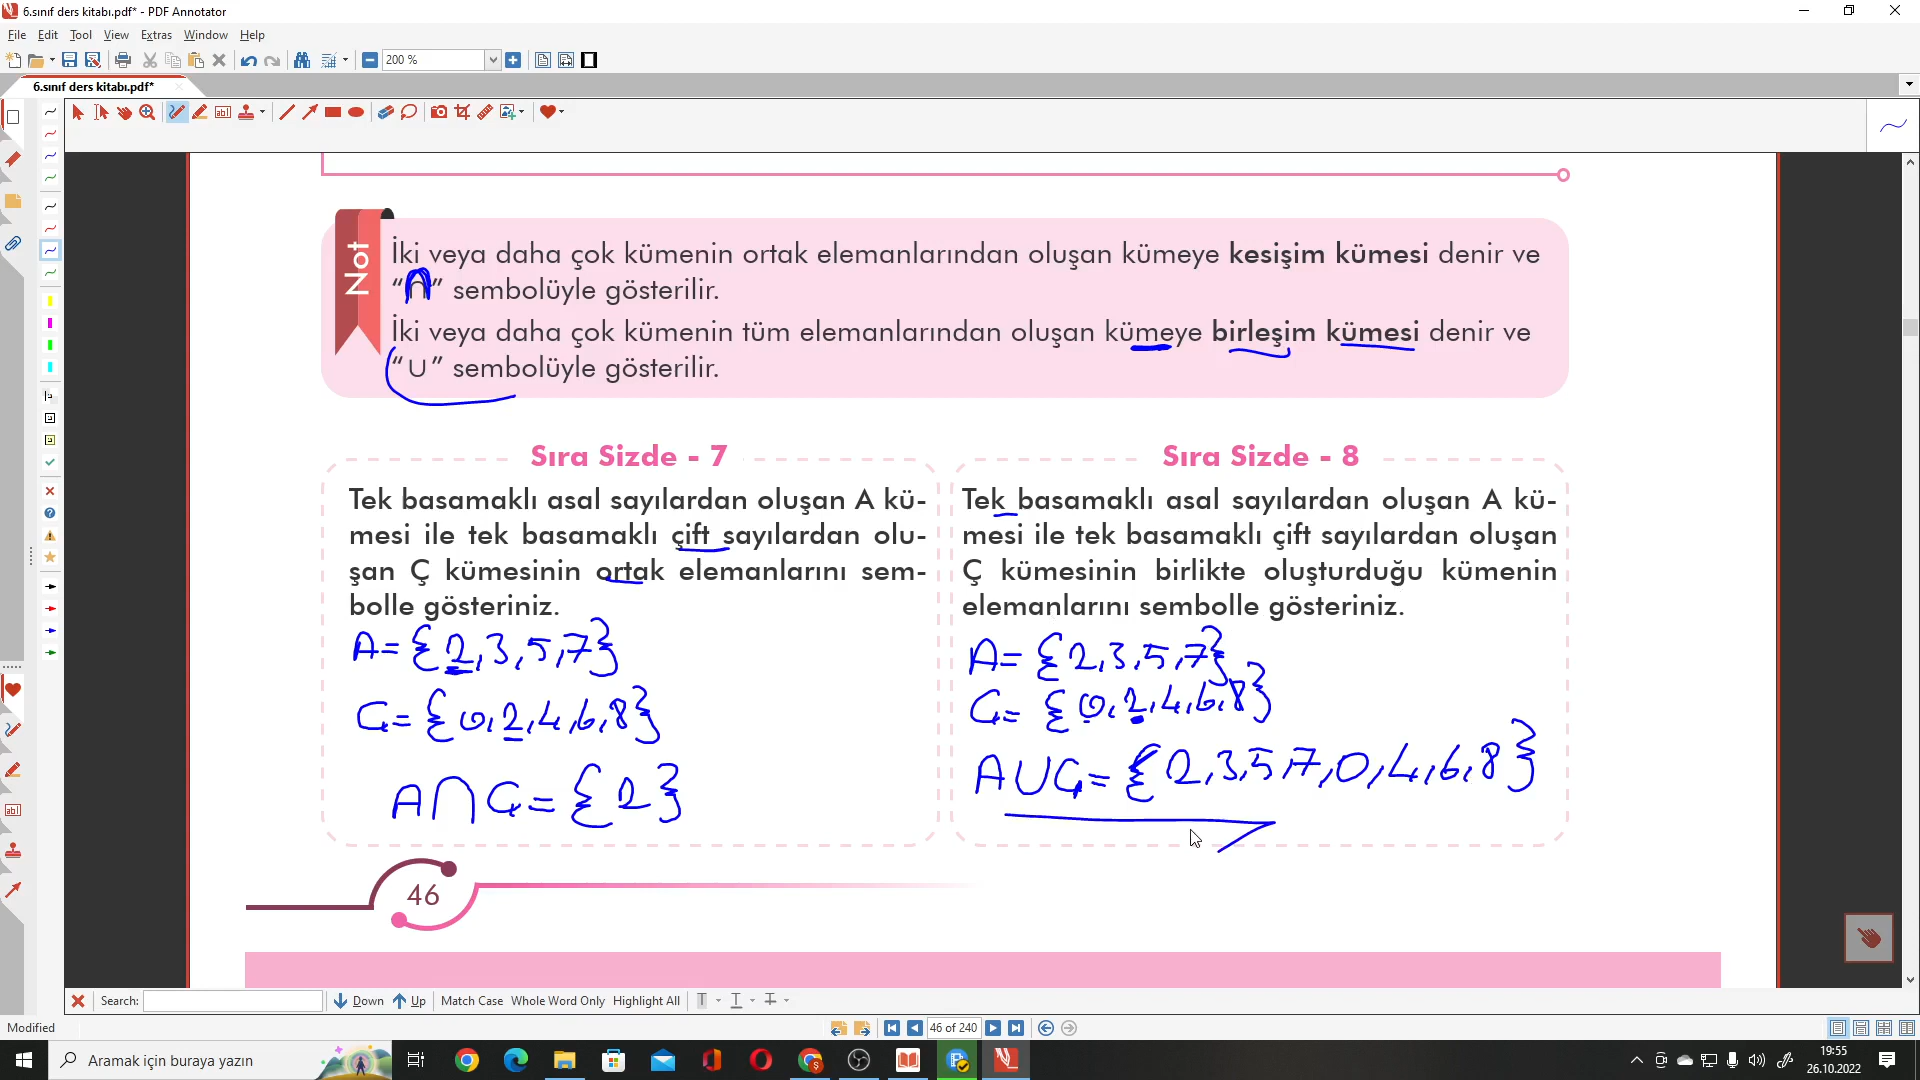 6.sınıf ders kitabı.pdf* - PDF Annotator
File Edit Tool View Extras Window Help
200 %
6.sınıf ders kitabı.pdf*
Not
İki veya daha çok kümenin ortak elemanlarından oluşan kümeye kesişim kümesi denir ve
“∩” sembolüyle gösterilir.
İki veya daha çok kümenin tüm elemanlarından oluşan kümeye birleşim kümesi denir ve
“∪” sembolüyle gösterilir.
Sıra Sizde - 7
Tek basamaklı asal sayılardan oluşan A kü-
mesi ile tek basamaklı çift sayılardan olu-
şan Ç kümesinin ortak elemanlarını sem-
bolle gösteriniz.
A={2,3,5,7}
Ç={0,2,4,6,8}
A∩Ç={2}
Sıra Sizde - 8
Tek basamaklı asal sayılardan oluşan A kü-
mesi ile tek basamaklı çift sayılardan oluşan
Ç kümesinin birlikte oluşturduğu kümenin
elemanlarını sembolle gösteriniz.
A={2,3,5,7}
Ç={0,2,4,6,8}
A∪Ç={2,3,5,7,0,4,6,8}
46
Search: Down Up Match Case Whole Word Only Highlight All
Modified
46 of 240
Aramak için buraya yazın
19:55
26.10.2022